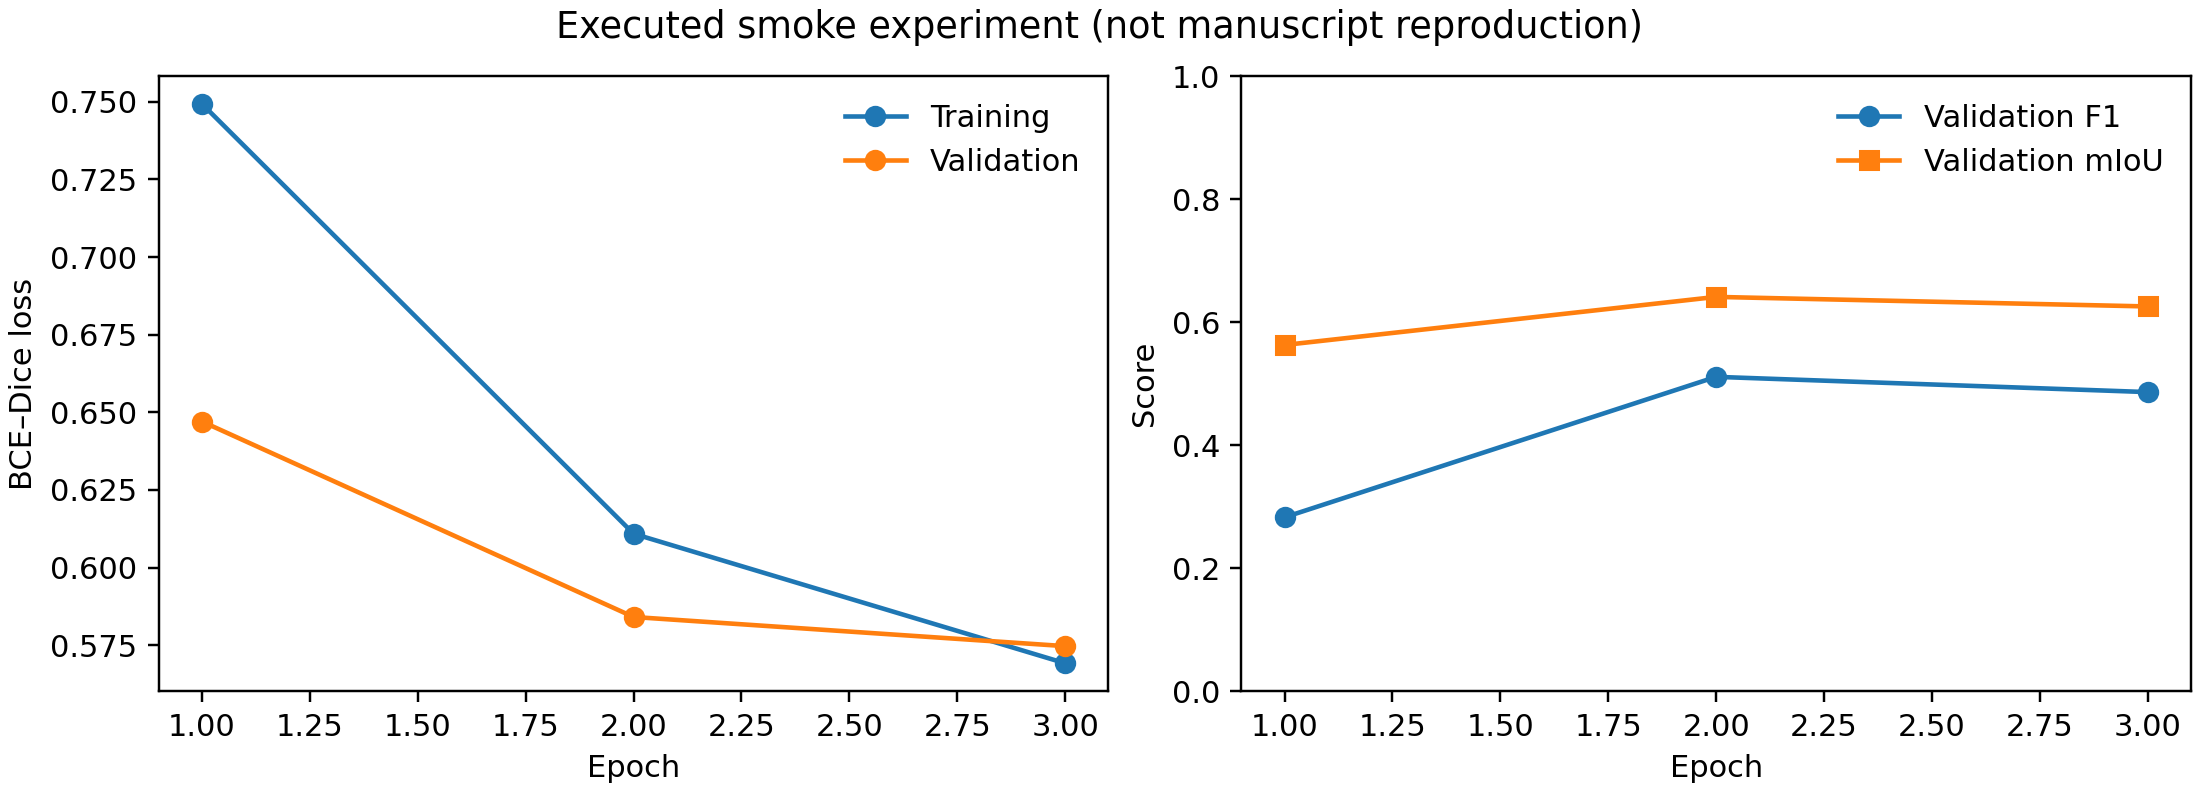 Executed smoke experiment (not manuscript reproduction)
BCE–Dice loss
0.750
0.725
0.700
0.675
0.650
0.625
0.600
0.575
Training
Validation
1.00 1.25 1.50 1.75 2.00 2.25 2.50 2.75 3.00
Epoch
Score
1.0
0.8
0.6
0.4
0.2
0.0
Validation F1
Validation mIoU
1.00 1.25 1.50 1.75 2.00 2.25 2.50 2.75 3.00
Epoch